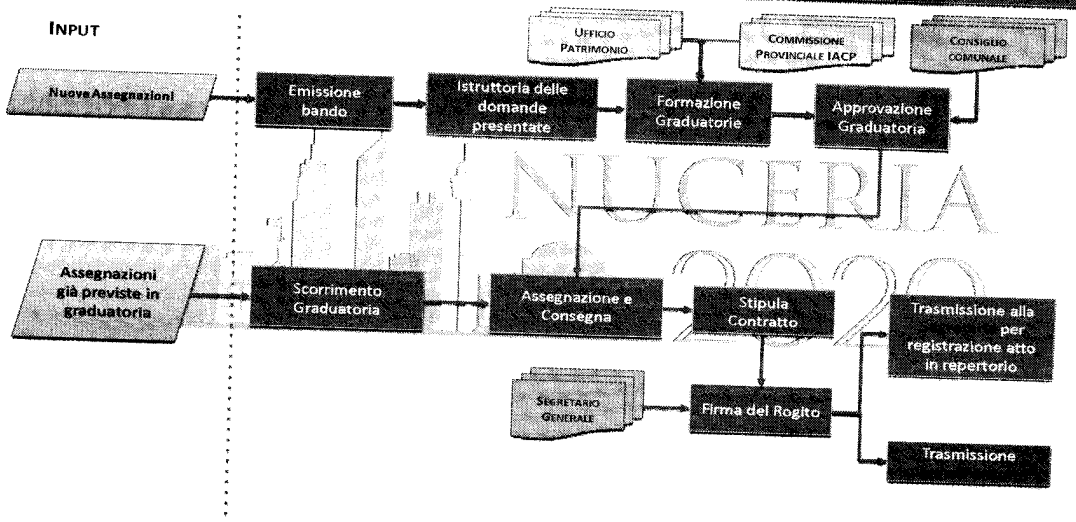 INPUT
UFFICIO
PATRIMONIO
COMMISSIONE
PROVINCIALE IACP
CONSIGLIO
COMUNALE
Nuove Assegnazioni
Emissione
bando
Istruttoria delle
domande
presentate
Formazione
Graduatorie
Approvazione
Graduatoria
NUCERIA
2020
Assegnazioni
già previste in
graduatoria
Scorrimento
Graduatoria
Assegnazione e
Consegna
Stipula
Contratto
Trasmissione alla
per
registrazione atto
in repertorio
SEGRETARIO
GENERALE
Firma del Rogito
Trasmissione